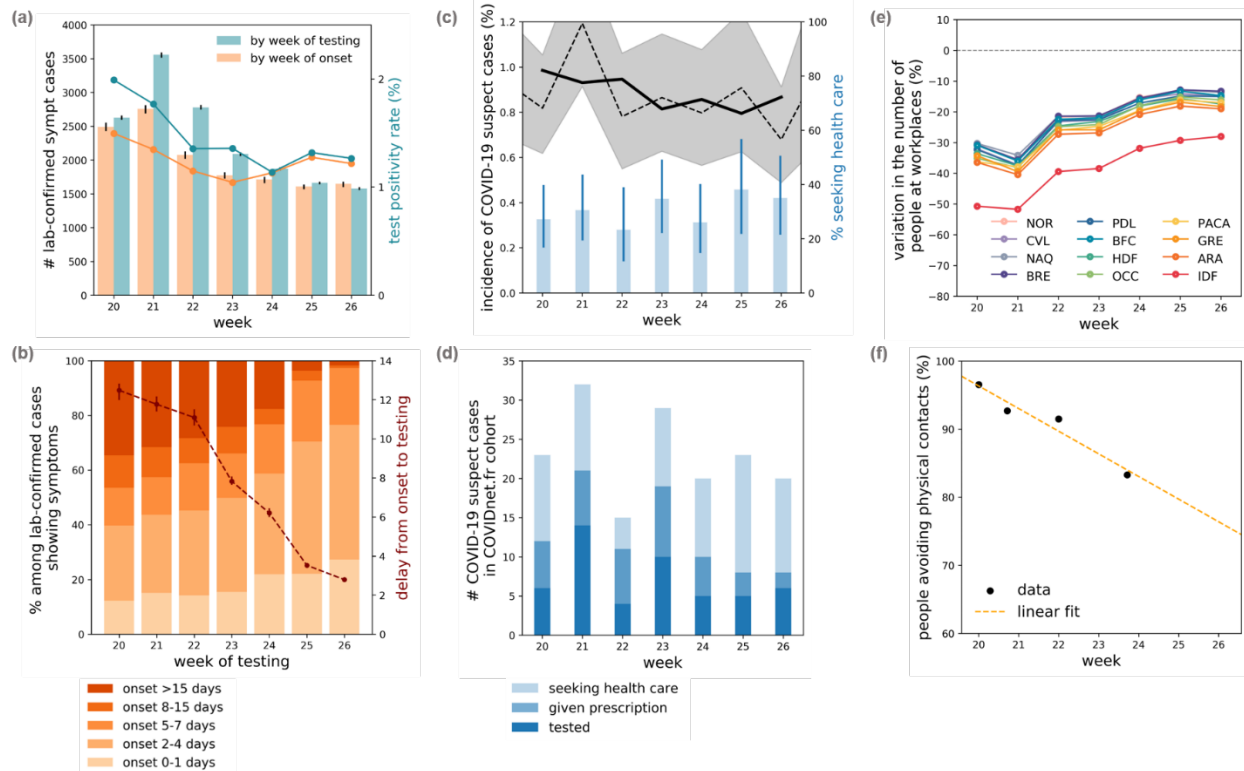 (a)
# lab-confirmed sympt cases
4000
3500
3000
2500
2000
1500
1000
500
0
by week of testing
by week of onset
2
1
0
test positivity rate (%)
20 21 22 23 24 25 26
week
(c)
incidence of COVID-19 suspect cases (%)
1.2
1.0
0.8
0.6
0.4
0.2
0.0
100
80
60
40
20
0
% seeking health care
20 21 22 23 24 25 26
week
(e)
variation in the number of
people at workplaces (%)
10
0
−10
−20
−30
−40
−50
−60
−70
−80
NOR PDL PACA
CVL BFC GRE
NAQ HDF ARA
BRE OCC IDF
20 21 22 23 24 25 26
week
(b)
% among lab-confirmed cases
showing symptoms
100
80
60
40
20
0
14
12
10
8
6
4
2
0
delay from onset to testing
20 21 22 23 24 25 26
week of testing
onset >15 days
onset 8-15 days
onset 5-7 days
onset 2-4 days
onset 0-1 days
(d)
# COVID-19 suspect cases
in COVIDnet.fr cohort
35
30
25
20
15
10
5
0
20 21 22 23 24 25 26
week
seeking health care
given prescription
tested
(f)
people avoiding physical contacts (%)
100
90
80
70
60
data
linear fit
20 21 22 23 24 25 26
week